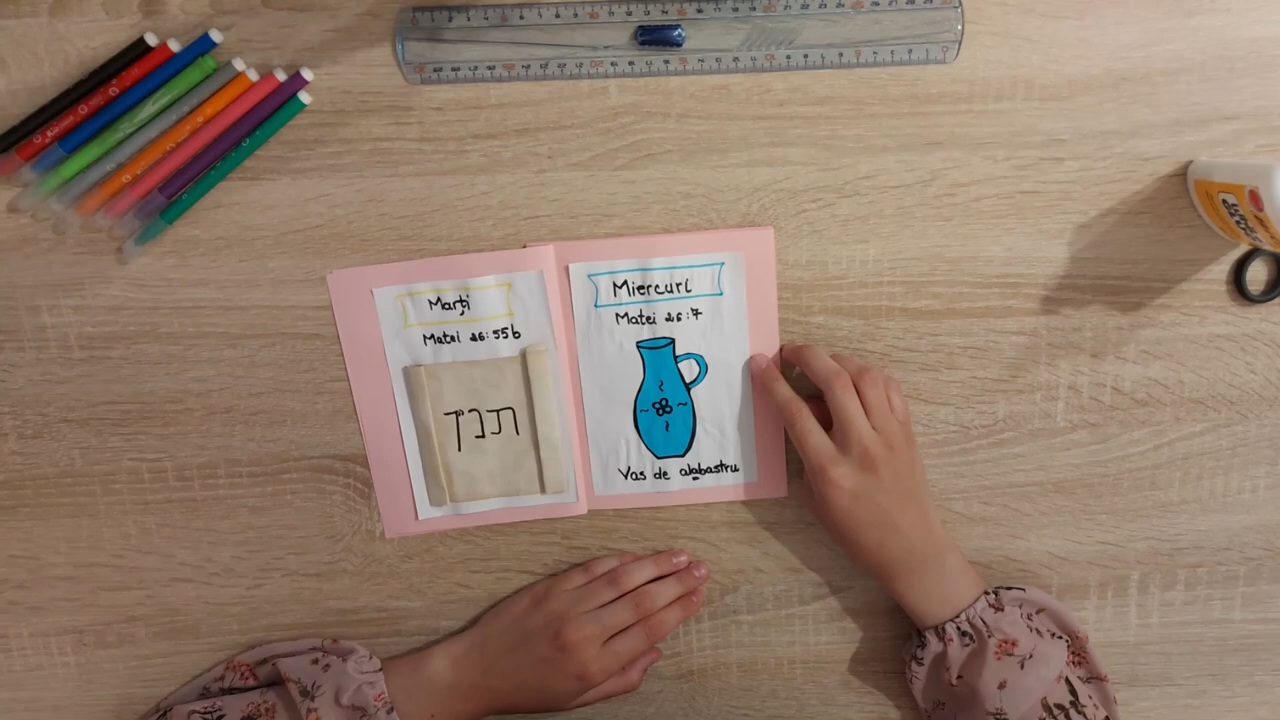 Marți
Matei 26:55b
תנך
Miercuri
Matei 26:7
Vas de alabastru